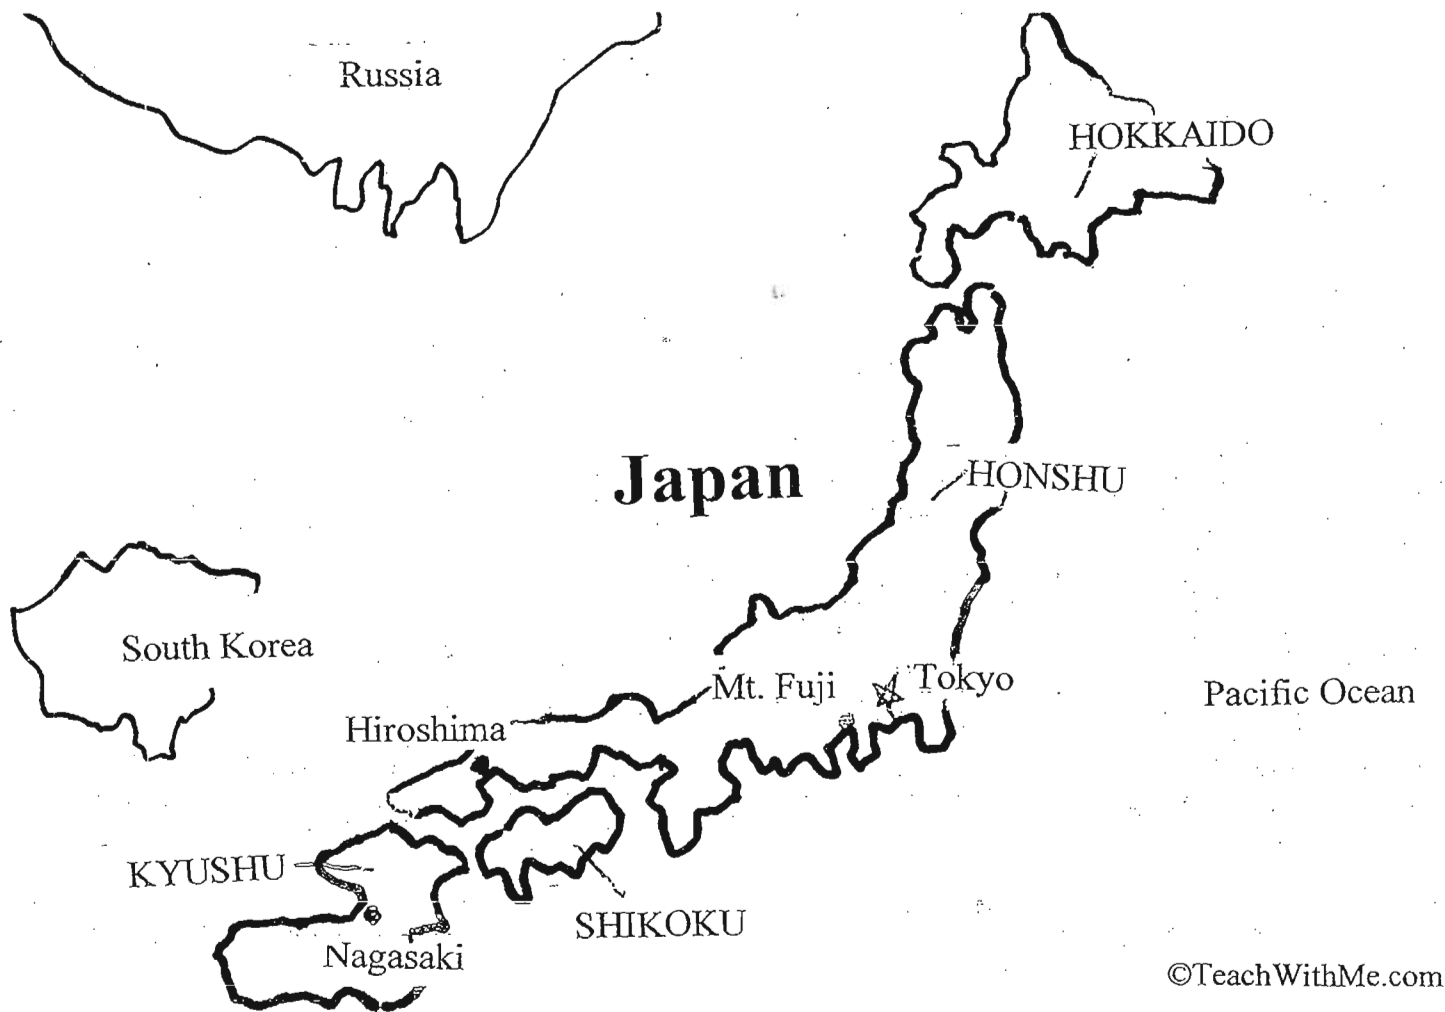 Russia
HOKKAIDO
Japan
HONSHU
South Korea
Mt. Fuji
Tokyo
Pacific Ocean
Hiroshima
KYUSHU
SHIKOKU
Nagasaki
©TeachWithMe.com